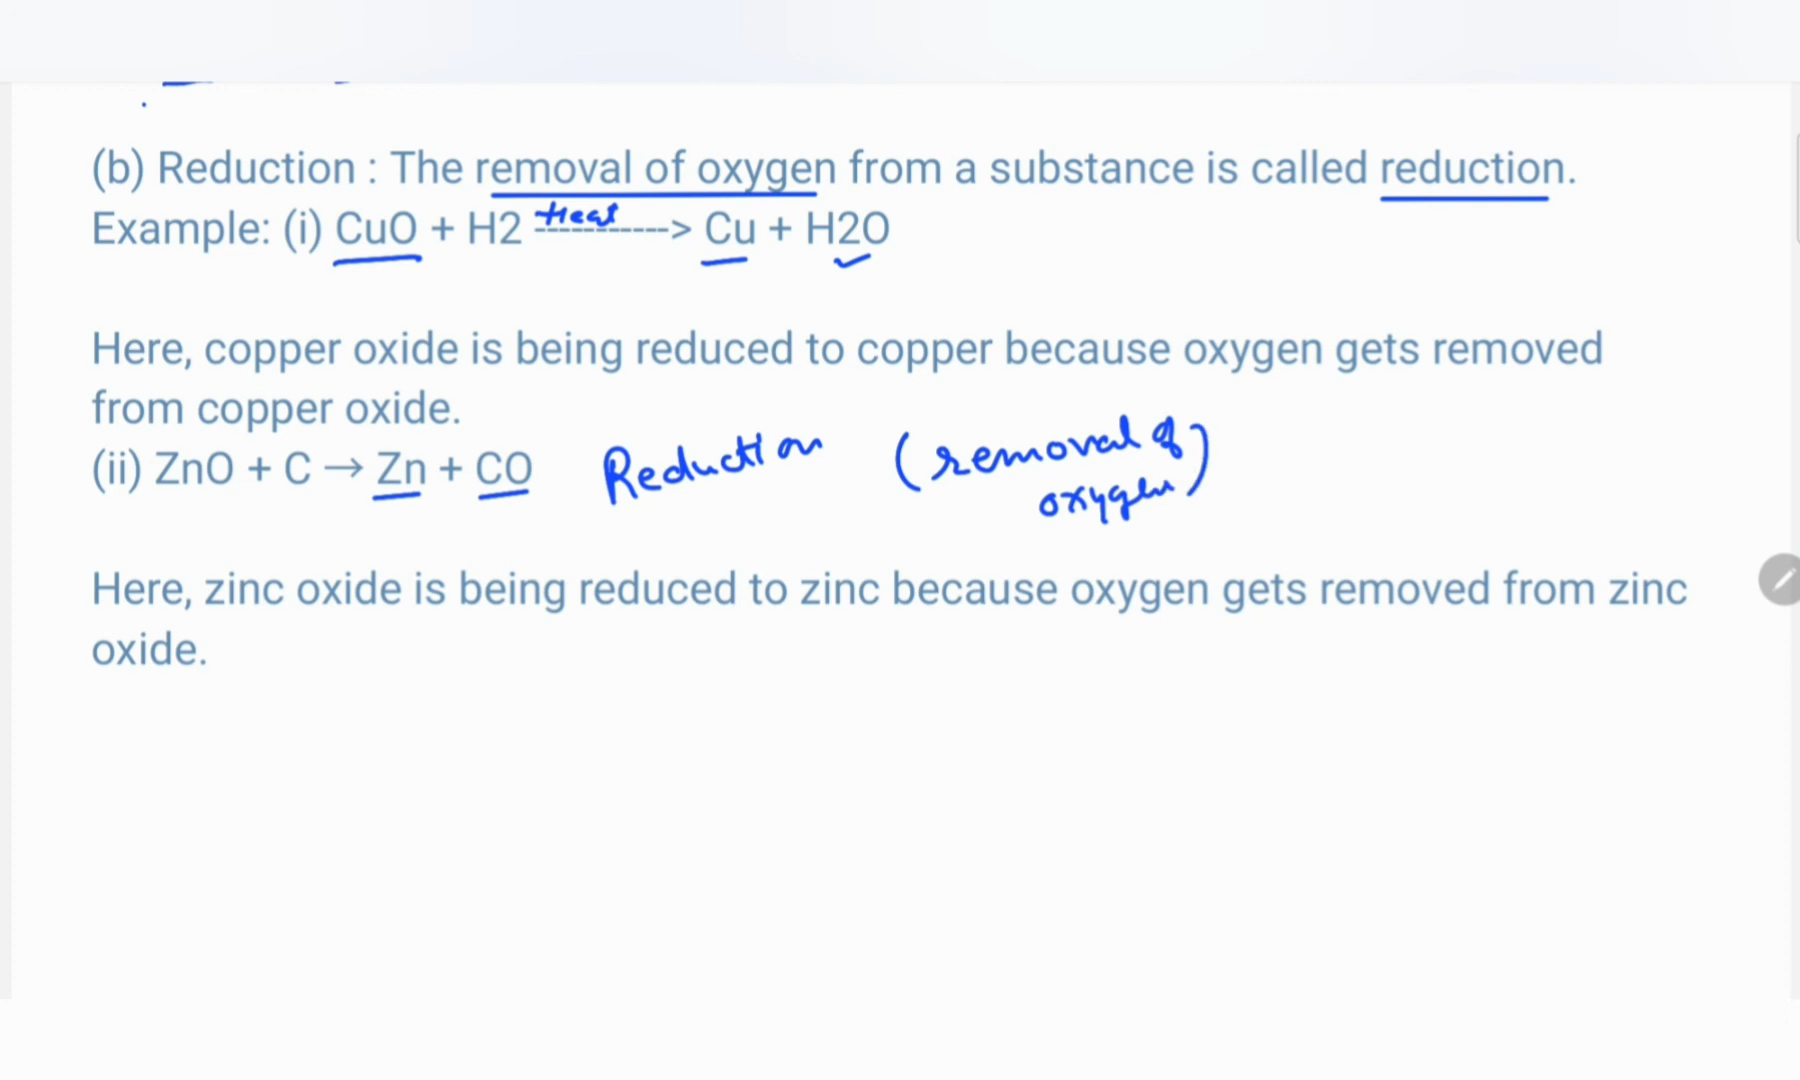 (b) Reduction : The removal of oxygen from a substance is called reduction.
Heat
Example: (i) CuO + H2 -----------> Cu + H2O
Here, copper oxide is being reduced to copper because oxygen gets removed
from copper oxide.
(ii) ZnO + C → Zn + CO Reduction (removal of
oxygen)
Here, zinc oxide is being reduced to zinc because oxygen gets removed from zinc
oxide.